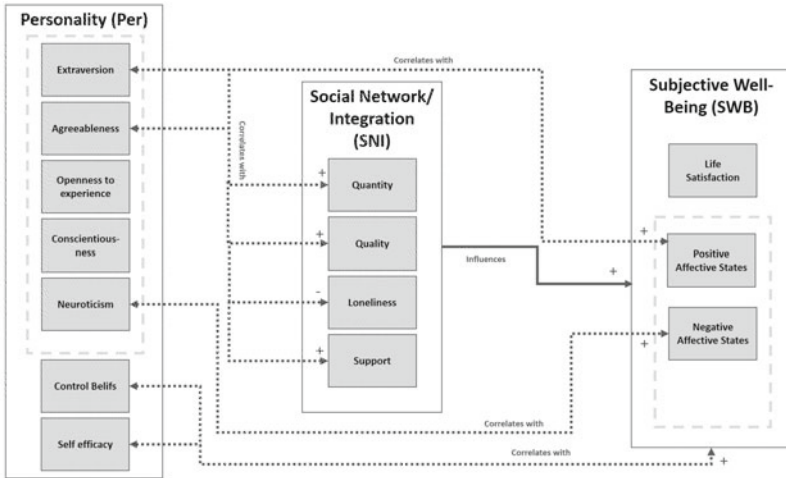 Personality (Per)
Extraversion
Agreeableness
Openness to
experience
Conscientious-
ness
Neuroticism
Control Belifs
Self efficacy
Correlates with
Correlates with
Social Network/
Integration
(SNI)
+
Quantity
+
Quality
-
Loneliness
+
Support
Influences
+
Subjective Well-
Being (SWB)
Life
Satisfaction
+
Positive
Affective States
+
Negative
Affective States
Correlates with
Correlates with
+